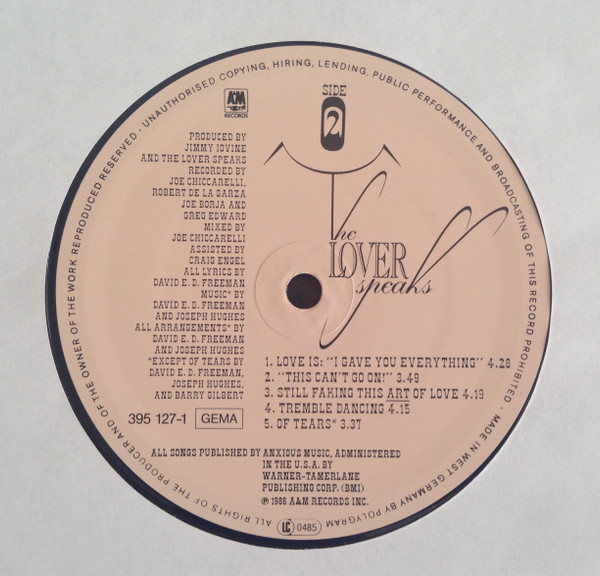 ALL RIGHTS OF THE PRODUCER AND OF THE OWNER OF THE WORK REPRODUCED RESERVED · UNAUTHORISED COPYING, HIRING, LENDING, PUBLIC PERFORMANCE AND BROADCASTING OF THIS RECORD PROHIBITED · MADE IN WEST GERMANY BY POLYGRAM
A&M
RECORDS
SIDE
2
PRODUCED BY
JIMMY IOVINE
AND THE LOVER SPEAKS
RECORDED BY
JOE CHICCARELLI,
ROBERT DE LA GARZA
JOE BORJA AND
GREG EDWARD
MIXED BY
JOE CHICCARELLI
ASSISTED BY
CRAIG ENGEL
ALL LYRICS BY
DAVID E. D. FREEMAN
MUSIC* BY
DAVID E. D. FREEMAN
AND JOSEPH HUGHES
ALL ARRANGEMENTS* BY
DAVID E. D. FREEMAN
AND JOSEPH HUGHES
*EXCEPT OF TEARS BY
DAVID E. D. FREEMAN,
JOSEPH HUGHES,
AND BARRY GILBERT
395 127-1 GEMA
The
LOVER
speaks
1. LOVE IS: "I GAVE YOU EVERYTHING" 4.28
2. "THIS CAN'T GO ON!" 3.49
3. STILL FAKING THIS ART OF LOVE 4.19
4. TREMBLE DANCING 4.15
5. OF TEARS* 3.37
ALL SONGS PUBLISHED BY ANXIOUS MUSIC, ADMINISTERED
IN THE U.S.A. BY
WARNER-TAMERLANE
PUBLISHING CORP. (BMI)
℗ 1986 A&M RECORDS INC.
LC 0485